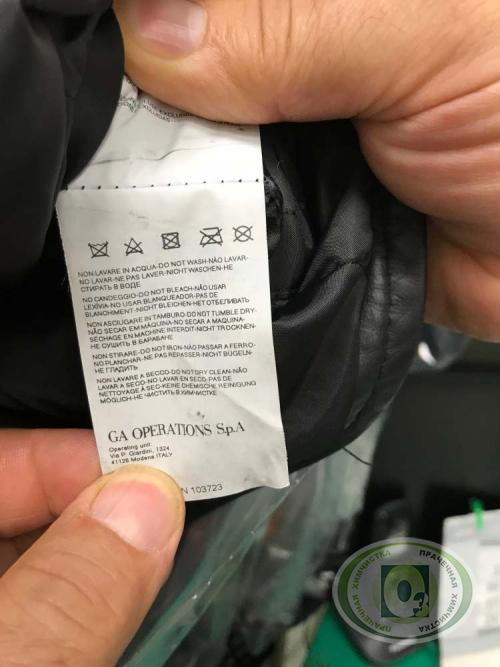 NON LAVARE IN ACQUA-DO NOT WASH-NÃO LAVAR-
NO LAVAR-NE PAS LAVER-NICHT WASCHEN-НЕ
СТИРАТЬ В ВОДЕ
NO CANDEGGIO-DO NOT BLEACH-NÃO USAR
LEXÍVIA-NO USAR BLANQUEADOR-PAS DE
BLANCHIMENT-NICHT BLEICHEN-НЕТ ОТБЕЛИВАТЬ
NON ASCIUGARE IN TAMBURO-DO NOT TUMBLE DRY-
NÃO SECAR EM MÁQUINA-NO SECAR A MÁQUINA-
SÉCHAGE EN MACHINE INTERDIT-NICHT TROCKNEN-
НЕ СУШИТЬ В БАРАБАНЕ
NON STIRARE-DO NOT IRON-NÃO PASSAR A FERRO-
NO PLANCHAR-NE PAS REPASSER-NICHT BÜGELN-
НЕ ГЛАДИТЬ
NON LAVARE A SECCO-DO NOT DRY CLEAN-NÃO
LAVAR A SECO-NO LAVAR EN SECO-PAS DE
NETTOYAGE À SEC-KEINE CHEMISCHE REINIGUNG
MÖGLICH-НЕ ЧИСТИТЬ В ХИМЧИСТКЕ
GA OPERATIONS S.p.A
Operating unit:
Via P. Giardini, 1324
41126 Modena ITALY
N 103723
ПРАЧЕЧНАЯ ХИМЧИСТКА ПРАЧЕЧНАЯ ХИМЧИСТКА
O3